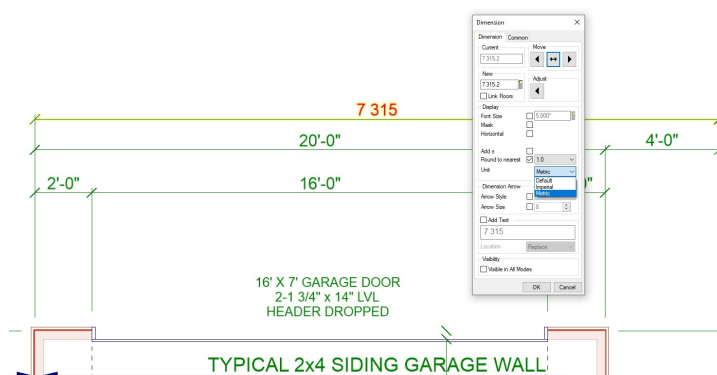 Dimension
Dimension Common
Current
7 315.2
Move
New
7 315.2
Link Floors
Adjust
Display
Font Size 5.000"
Mask
Horizontal
Add ±
Round to nearest 1.0
Unit Metric
Default
Imperial
Metric
Dimension Arrow
Arrow Style
Arrow Size 8
Add Text
7 315
Location Replace
Visibility
Visible in All Modes
OK Cancel
7 315
20'-0"
4'-0"
2'-0"
16'-0"
0"
16' X 7' GARAGE DOOR
2-1 3/4" x 14" LVL
HEADER DROPPED
TYPICAL 2x4 SIDING GARAGE WALL